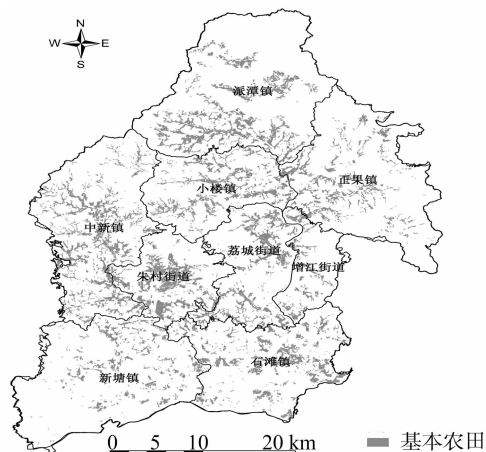 N
W E
S
派潭镇
正果镇
小楼镇
中新镇
荔城街道
增江街道
朱村街道
石滩镇
新塘镇
0 5 10 20 km
基本农田